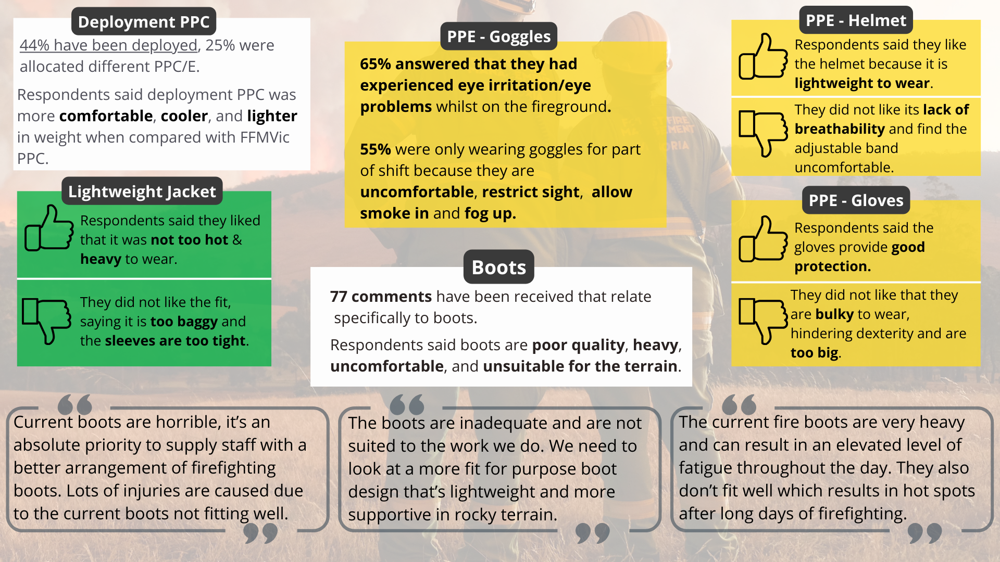 Deployment PPC
44% have been deployed, 25% were
allocated different PPC/E.
Respondents said deployment PPC was
more comfortable, cooler, and lighter
in weight when compared with FFMVic
PPC.
Lightweight Jacket
Respondents said they liked
that it was not too hot &
heavy to wear.
They did not like the fit,
saying it is too baggy and
the sleeves are too tight.
PPE - Goggles
65% answered that they had
experienced eye irritation/eye
problems whilst on the fireground.
55% were only wearing goggles for part
of shift because they are
uncomfortable, restrict sight, allow
smoke in and fog up.
Boots
77 comments have been received that relate
specifically to boots.
Respondents said boots are poor quality, heavy,
uncomfortable, and unsuitable for the terrain.
PPE - Helmet
Respondents said they like
the helmet because it is
lightweight to wear.
They did not like its lack of
breathability and find the
adjustable band
uncomfortable.
PPE - Gloves
Respondents said the
gloves provide good
protection.
They did not like that they
are bulky to wear,
hindering dexterity and are
too big.
“
Current boots are horrible, it’s an
absolute priority to supply staff with a
better arrangement of firefighting
boots. Lots of injuries are caused due
to the current boots not fitting well.
”
“
The boots are inadequate and are not
suited to the work we do. We need to
look at a more fit for purpose boot
design that’s lightweight and more
supportive in rocky terrain.
”
“
The current fire boots are very heavy
and can result in an elevated level of
fatigue throughout the day. They also
don’t fit well which results in hot spots
after long days of firefighting.
”